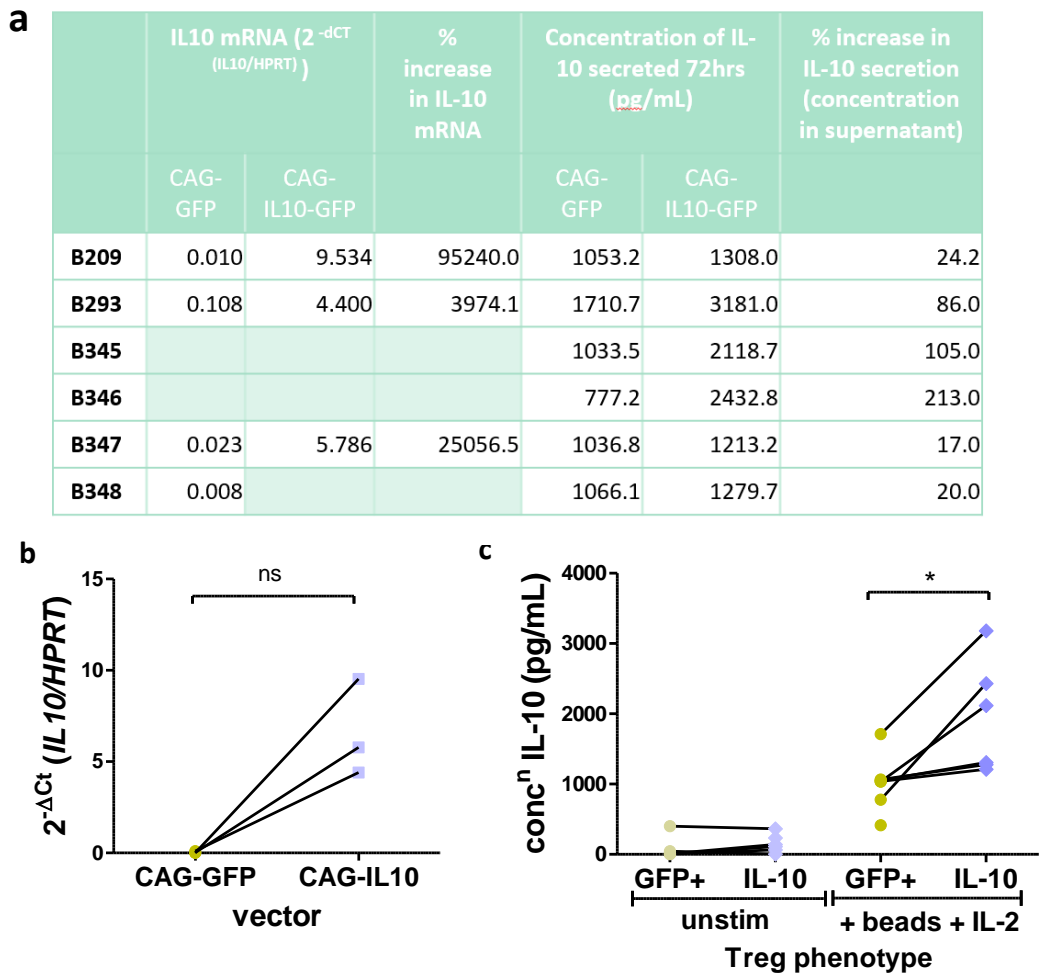 a
IL10 mRNA (2 -dCT
(IL10/HPRT) )
%
increase
in IL-10
mRNA
Concentration of IL-
10 secreted 72hrs
(pg/mL)
% increase in
IL-10 secretion
(concentration
in supernatant)
CAG-
GFP
CAG-
IL10-GFP
CAG-
GFP
CAG-
IL10-GFP
B209 0.010 9.534 95240.0 1053.2 1308.0 24.2
B293 0.108 4.400 3974.1 1710.7 3181.0 86.0
B345 1033.5 2118.7 105.0
B346 777.2 2432.8 213.0
B347 0.023 5.786 25056.5 1036.8 1213.2 17.0
B348 0.008 1066.1 1279.7 20.0
b
2-ΔCt (IL10/HPRT)
15
10
5
0
ns
CAG-GFP CAG-IL10
vector
c
concn IL-10 (pg/mL)
4000
3000
2000
1000
0
*
GFP+ IL-10 GFP+ IL-10
unstim + beads + IL-2
Treg phenotype